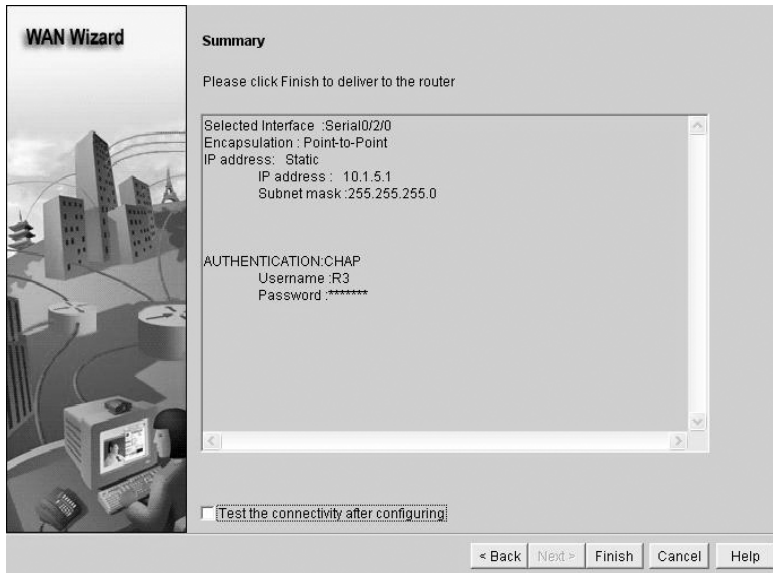 WAN Wizard
Summary
Please click Finish to deliver to the router
Selected Interface :Serial0/2/0
Encapsulation : Point-to-Point
IP address: Static
IP address : 10.1.5.1
Subnet mask :255.255.255.0
AUTHENTICATION:CHAP
Username :R3
Password :*******
Test the connectivity after configuring
< Back Next > Finish Cancel Help